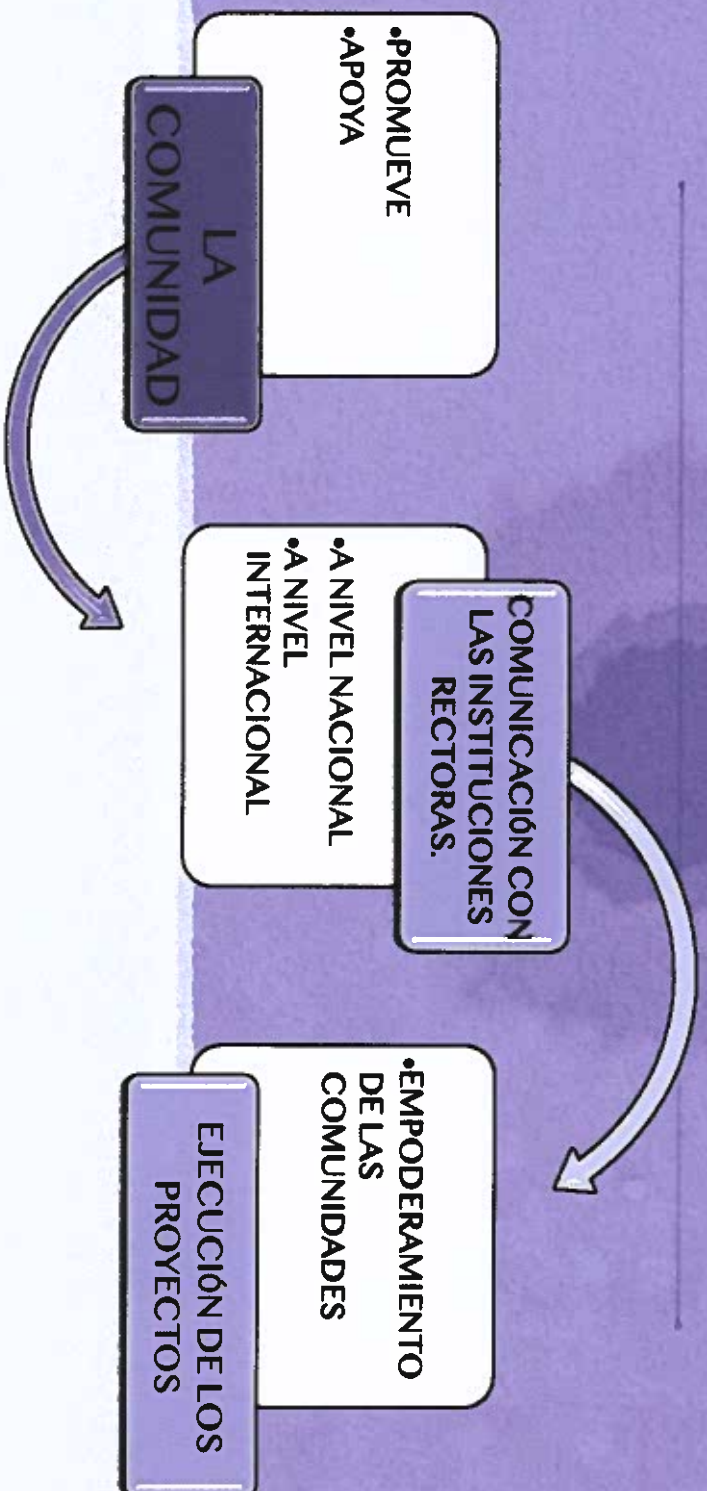 •PROMUEVE
•APOYA
LA
COMUNIDAD
COMUNICACIÓN CON
LAS INSTITUCIONES
RECTORAS.
•A NIVEL NACIONAL
•A NIVEL
INTERNACIONAL
•EMPODERAMIENTO
DE LAS
COMUNIDADES
EJECUCIÓN DE LOS
PROYECTOS